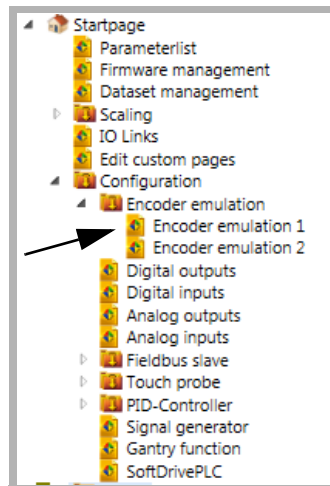 Startpage
Parameterlist
Firmware management
Dataset management
Scaling
IO Links
Edit custom pages
Configuration
Encoder emulation
Encoder emulation 1
Encoder emulation 2
Digital outputs
Digital inputs
Analog outputs
Analog inputs
Fieldbus slave
Touch probe
PID-Controller
Signal generator
Gantry function
SoftDrivePLC